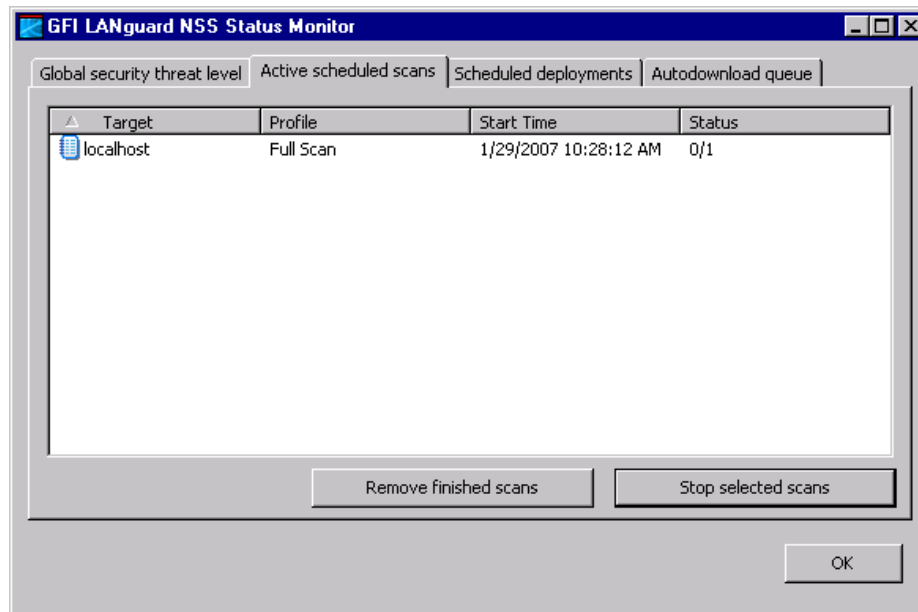 GFI LANguard NSS Status Monitor
Global security threat level Active scheduled scans Scheduled deployments Autodownload queue
Target Profile Start Time Status
localhost Full Scan 1/29/2007 10:28:12 AM 0/1
Remove finished scans Stop selected scans
OK